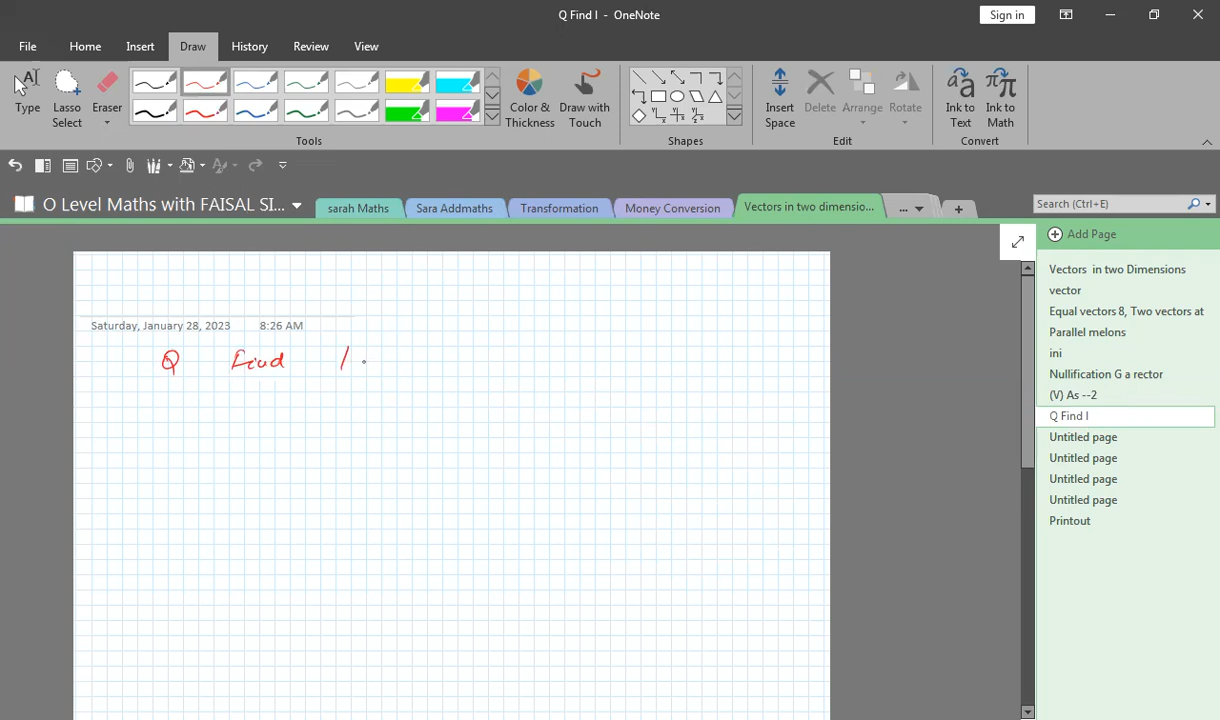 Q Find I - OneNote
Sign in
File Home Insert Draw History Review View
Type
Lasso Select
Eraser
Color & Thickness
Draw with Touch
Insert Space
Delete
Arrange
Rotate
Ink to Text
Ink to Math
Tools
Shapes
Edit
Convert
O Level Maths with FAISAL SI...
sarah Maths
Sara Addmaths
Transformation
Money Conversion
Vectors in two dimensio...
...
Search (Ctrl+E)
Add Page
Vectors in two Dimensions
vector
Equal vectors 8, Two vectors at
Parallel melons
ini
Nullification G a rector
(V) As --2
Q Find I
Untitled page
Untitled page
Untitled page
Untitled page
Printout
Saturday, January 28, 2023 8:26 AM
Q Find /